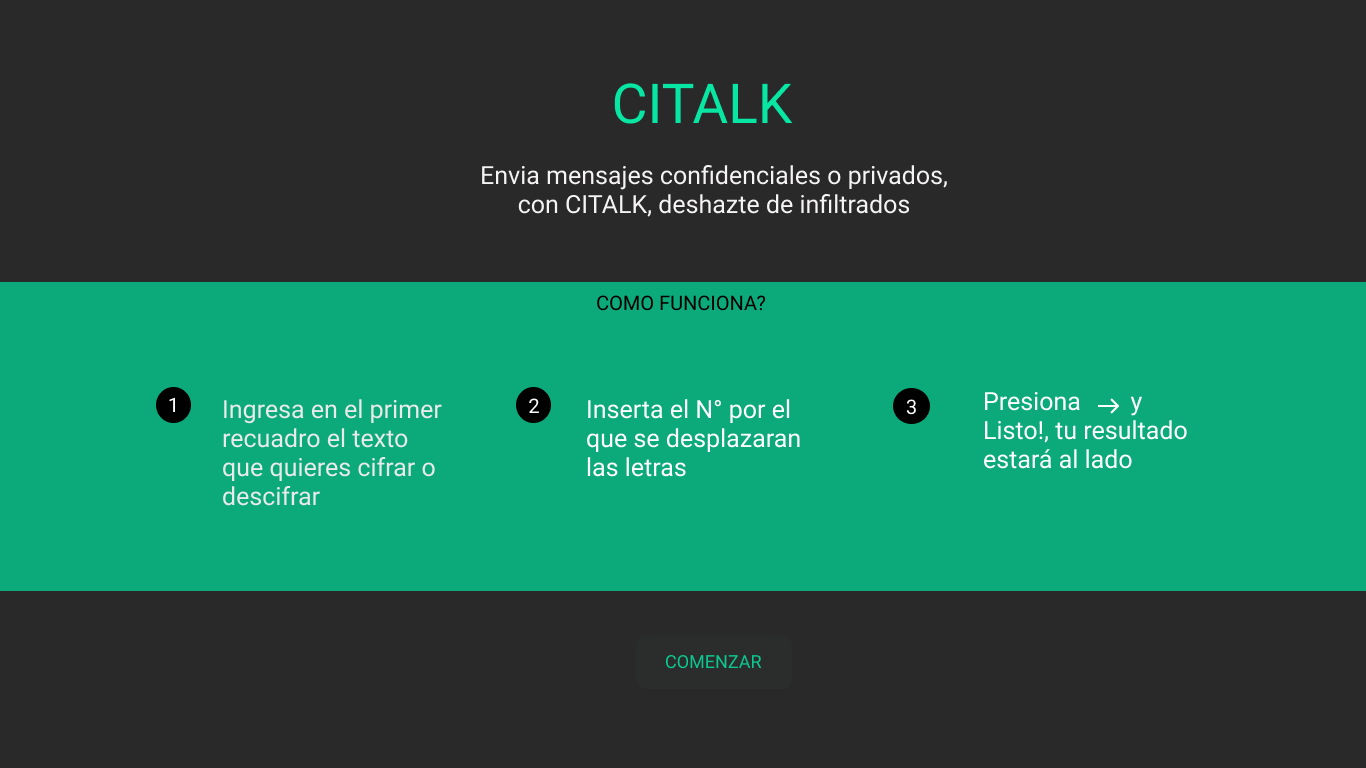 CITALK
Envia mensajes confidenciales o privados,
con CITALK, deshazte de infiltrados
COMO FUNCIONA?
1
Ingresa en el primer
recuadro el texto
que quieres cifrar o
descifrar
2
Inserta el N° por el
que se desplazaran
las letras
3
Presiona → y
Listo!, tu resultado
estará al lado
COMENZAR